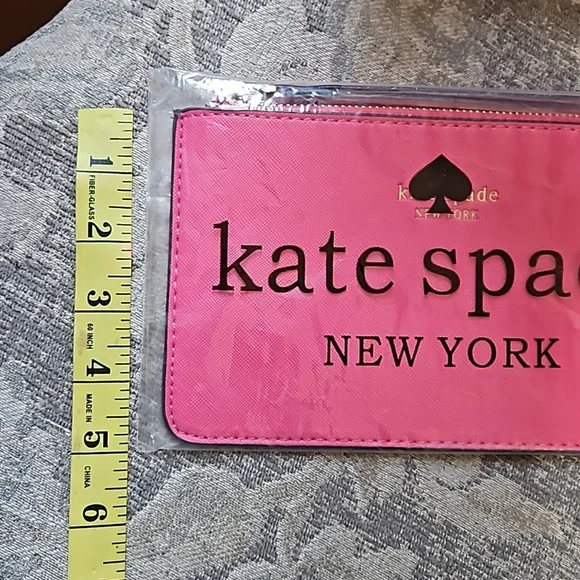 1
FIBER-GLASS
2
3
60 INCH
4
MADE IN
5
CHINA
6
kate spade
NEW YORK
kate spa
NEW YORK